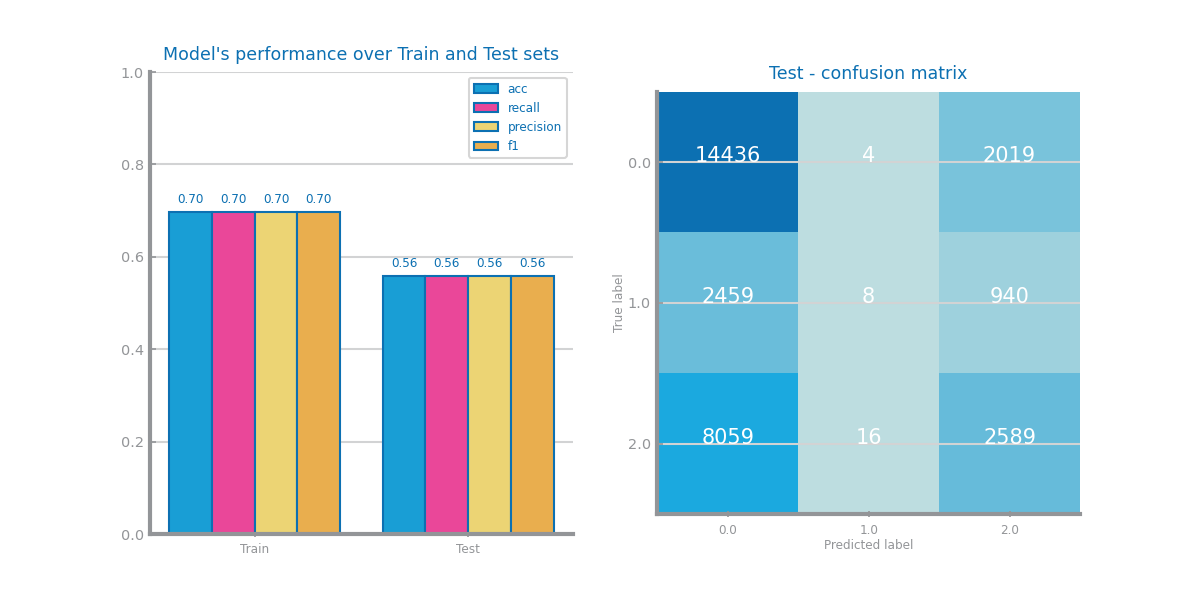 Model's performance over Train and Test sets
1.0
0.8
0.6
0.4
0.2
0.0
acc
recall
precision
f1
0.70 0.70 0.70 0.70
0.56 0.56 0.56 0.56
Train Test
Test - confusion matrix
True label
0.0 14436 4 2019
1.0 2459 8 940
2.0 8059 16 2589
0.0 1.0 2.0
Predicted label